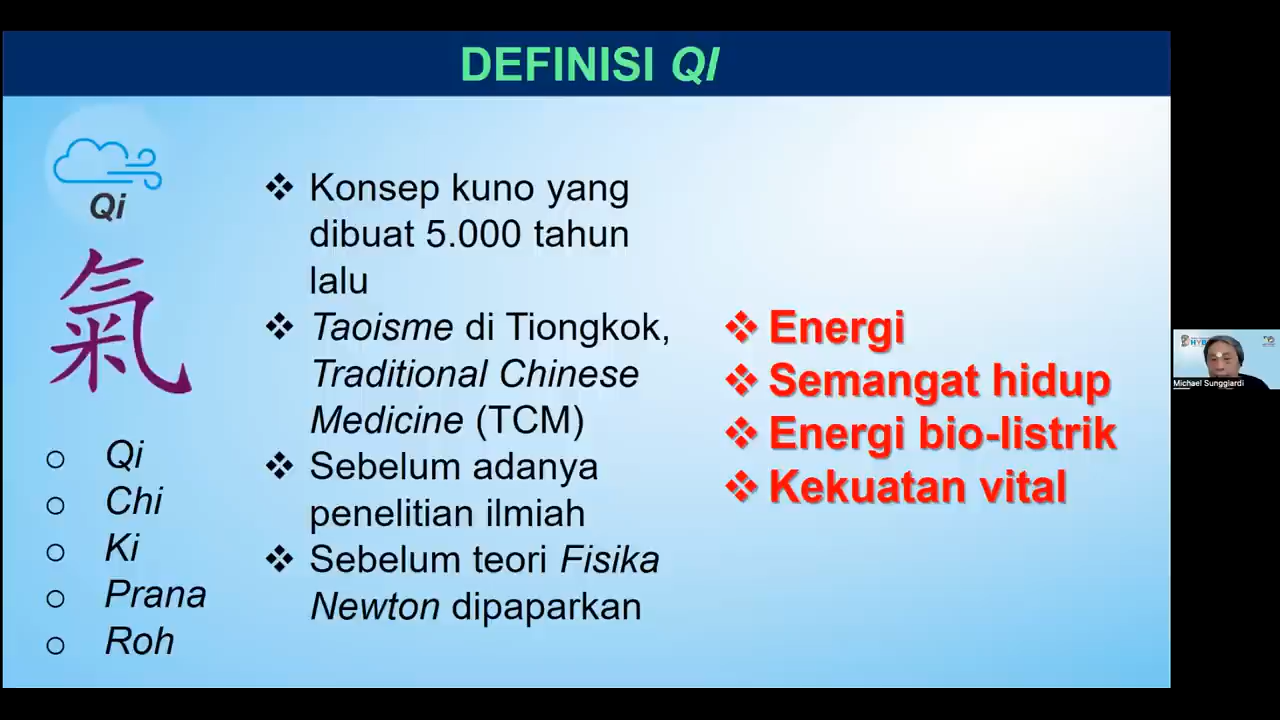 DEFINISI QI
Qi
氣
Qi
Chi
Ki
Prana
Roh
Konsep kuno yang
dibuat 5.000 tahun
lalu
Taoisme di Tiongkok,
Traditional Chinese
Medicine (TCM)
Sebelum adanya
penelitian ilmiah
Sebelum teori Fisika
Newton dipaparkan
Energi
Semangat hidup
Energi bio-listrik
Kekuatan vital
Michael Sunggiardi